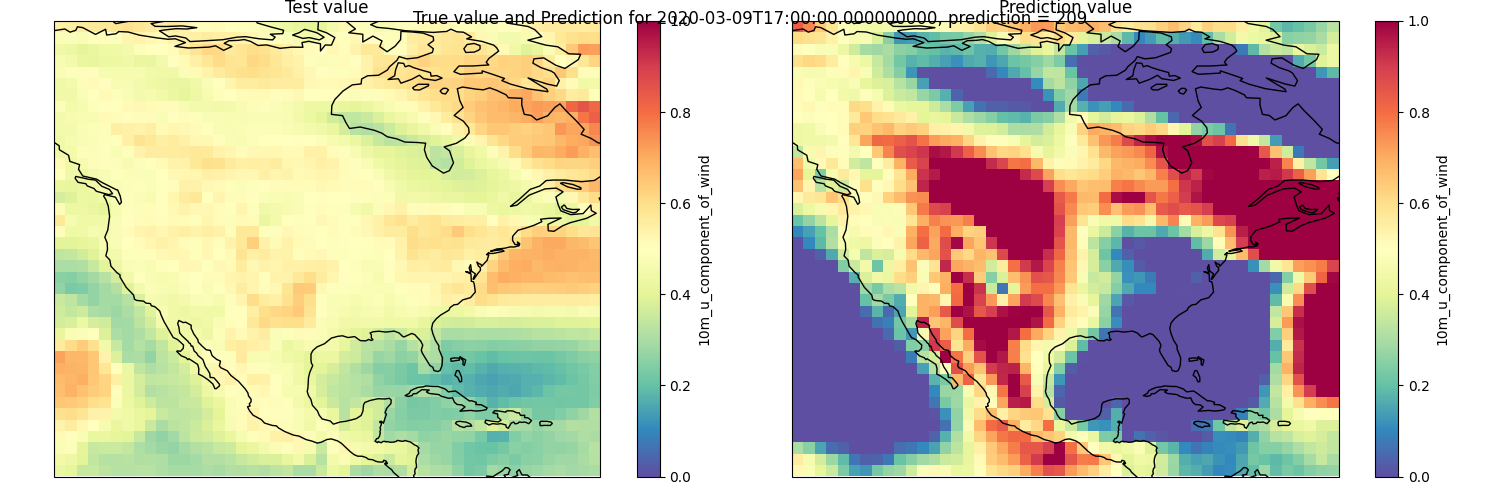 Test value
True value and Prediction for 2020-03-09T17:00:00.000000000, prediction = 209
Prediction value
1.0
0.8
0.6
0.4
0.2
0.0
10m_u_component_of_wind
1.0
0.8
0.6
0.4
0.2
0.0
10m_u_component_of_wind